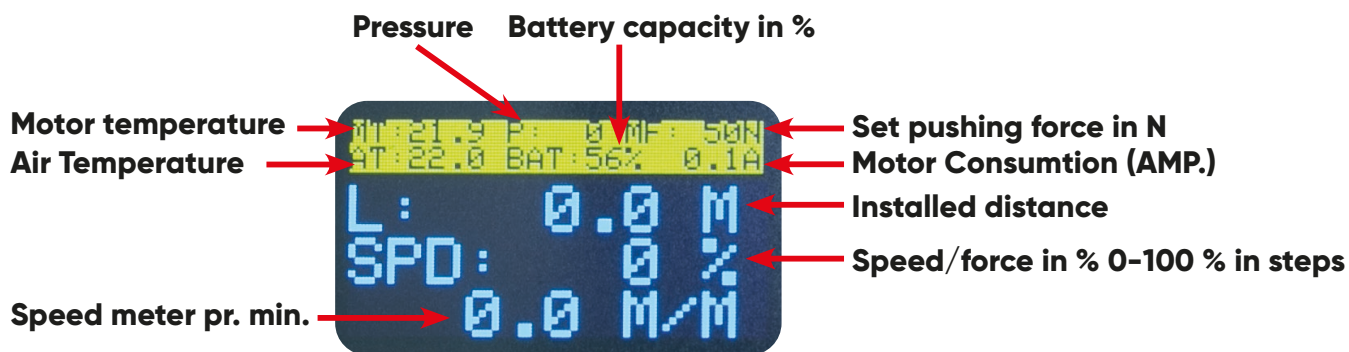 Pressure Battery capacity in %
Motor temperature MT:21.9 P: 0 MF: 50N Set pushing force in N
Air Temperature AT:22.0 BAT:56% 0.1A Motor Consumtion (AMP.)
L: 0.0 M Installed distance
SPD: 0 % Speed/force in % 0-100 % in steps
Speed meter pr. min. 0.0 M/M